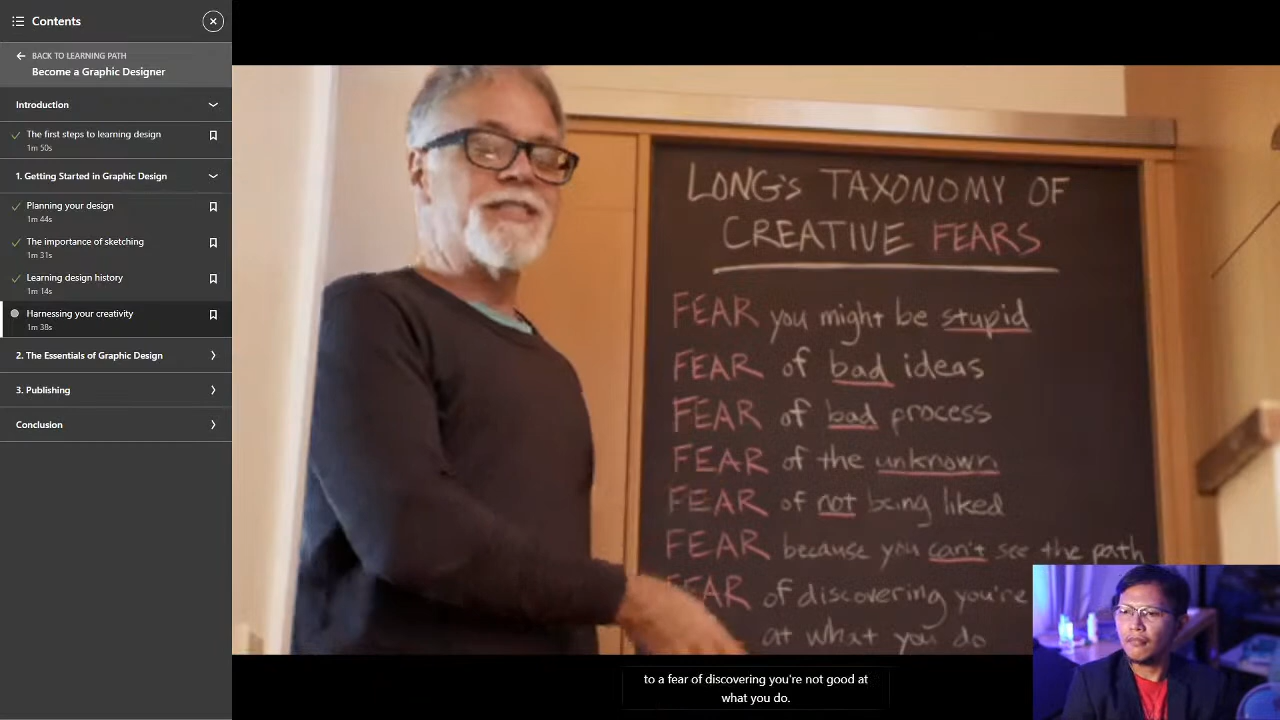 Contents
BACK TO LEARNING PATH
Become a Graphic Designer
Introduction
The first steps to learning design
1m 50s
1. Getting Started in Graphic Design
Planning your design
1m 44s
The importance of sketching
1m 31s
Learning design history
1m 14s
Harnessing your creativity
1m 38s
2. The Essentials of Graphic Design
3. Publishing
Conclusion
LONG'S TAXONOMY OF
CREATIVE FEARS
FEAR you might be stupid
FEAR of bad ideas
FEAR of bad process
FEAR of the unknown
FEAR of not being liked
FEAR because you can't see the path
FEAR of discovering you're
at what you do
to a fear of discovering you're not good at
what you do.